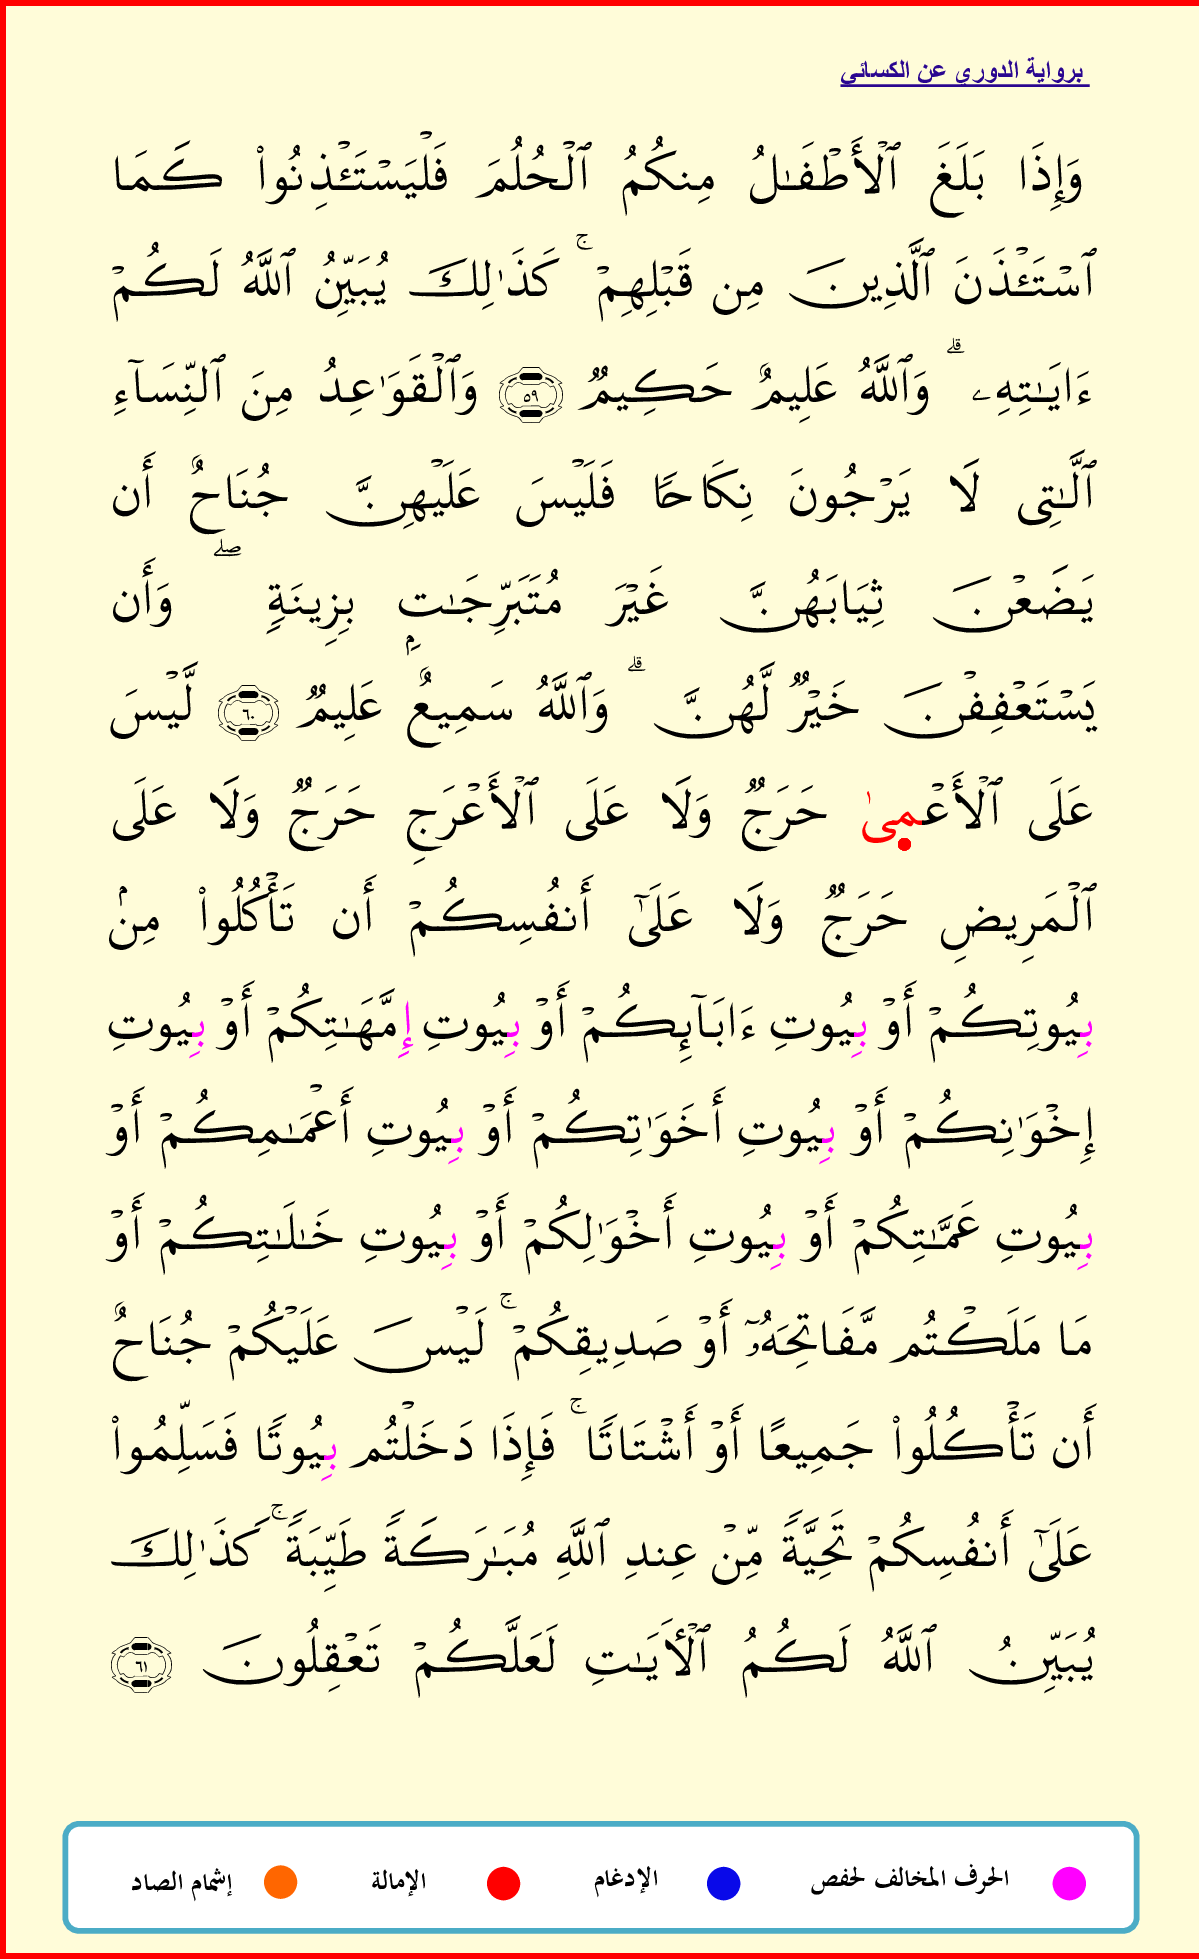 برواية الدوري عن الكسائي
وَإِذَا بَلَغَ ٱلْأَطْفَـٰلُ مِنكُمُ ٱلْحُلُمَ فَلْيَسْتَـْٔذِنُوا۟ كَمَا
ٱسْتَـْٔذَنَ ٱلَّذِينَ مِن قَبْلِهِمْ ۚ كَذَٰلِكَ يُبَيِّنُ ٱللَّهُ لَكُمْ
ءَايَـٰتِهِۦ ۗ وَٱللَّهُ عَلِيمٌ حَكِيمٌ ٥٩ وَٱلْقَوَٰعِدُ مِنَ ٱلنِّسَآءِ
ٱلَّـٰتِى لَا يَرْجُونَ نِكَاحًا فَلَيْسَ عَلَيْهِنَّ جُنَاحٌ أَن
يَضَعْنَ ثِيَابَهُنَّ غَيْرَ مُتَبَرِّجَـٰتٍۭ بِزِينَةٍ ۖ وَأَن
يَسْتَعْفِفْنَ خَيْرٌ لَّهُنَّ ۗ وَٱللَّهُ سَمِيعٌ عَلِيمٌ ٦٠ لَّيْسَ
عَلَى ٱلْأَعْمِىٰ حَرَجٌ وَلَا عَلَى ٱلْأَعْرَجِ حَرَجٌ وَلَا عَلَى
ٱلْمَرِيضِ حَرَجٌ وَلَا عَلَىٰٓ أَنفُسِكُمْ أَن تَأْكُلُوا۟ مِنۢ
بِيُوتِكُمْ أَوْ بِيُوتِ ءَابَآئِكُمْ أَوْ بِيُوتِ إِمَّهَـٰتِكُمْ أَوْ بِيُوتِ
إِخْوَٰنِكُمْ أَوْ بِيُوتِ أَخَوَٰتِكُمْ أَوْ بِيُوتِ أَعْمَـٰمِكُمْ أَوْ
بِيُوتِ عَمَّـٰتِكُمْ أَوْ بِيُوتِ أَخْوَٰلِكُمْ أَوْ بِيُوتِ خَـٰلَـٰتِكُمْ أَوْ
مَا مَلَكْتُم مَّفَاتِحَهُۥٓ أَوْ صَدِيقِكُمْ ۚ لَيْسَ عَلَيْكُمْ جُنَاحٌ
أَن تَأْكُلُوا۟ جَمِيعًا أَوْ أَشْتَاتًا ۚ فَإِذَا دَخَلْتُم بِيُوتًا فَسَلِّمُوا۟
عَلَىٰٓ أَنفُسِكُمْ تَحِيَّةً مِّنْ عِندِ ٱللَّهِ مُبَـٰرَكَةً طَيِّبَةً ۚ كَذَٰلِكَ
يُبَيِّنُ ٱللَّهُ لَكُمُ ٱلْأَيَـٰتِ لَعَلَّكُمْ تَعْقِلُونَ ٦١
الحرف المخالف لحفص الإدغام الإمالة إشمام الصاد